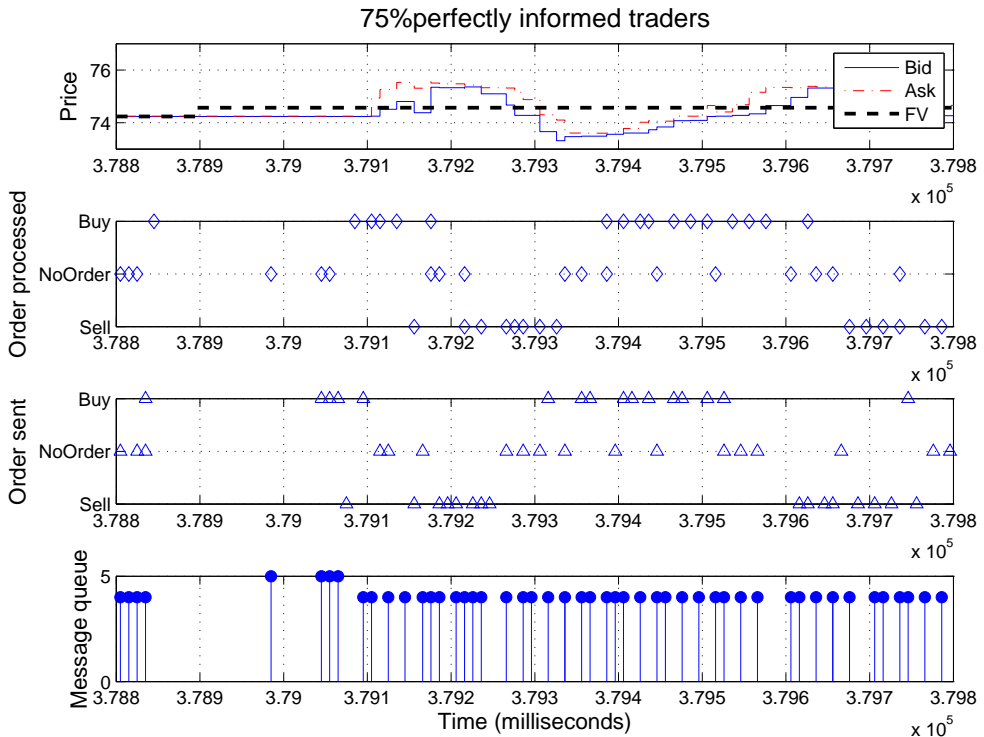 75%perfectly informed traders
Price
76
74
Bid
Ask
FV
3.788 3.789 3.79 3.791 3.792 3.793 3.794 3.795 3.796 3.797 3.798
x 10^5
Order processed
Buy
NoOrder
Sell
3.788 3.789 3.79 3.791 3.792 3.793 3.794 3.795 3.796 3.797 3.798
x 10^5
Order sent
Buy
NoOrder
Sell
3.788 3.789 3.79 3.791 3.792 3.793 3.794 3.795 3.796 3.797 3.798
x 10^5
Message queue
5
0
3.788 3.789 3.79 3.791 3.792 3.793 3.794 3.795 3.796 3.797 3.798
Time (milliseconds)
x 10^5